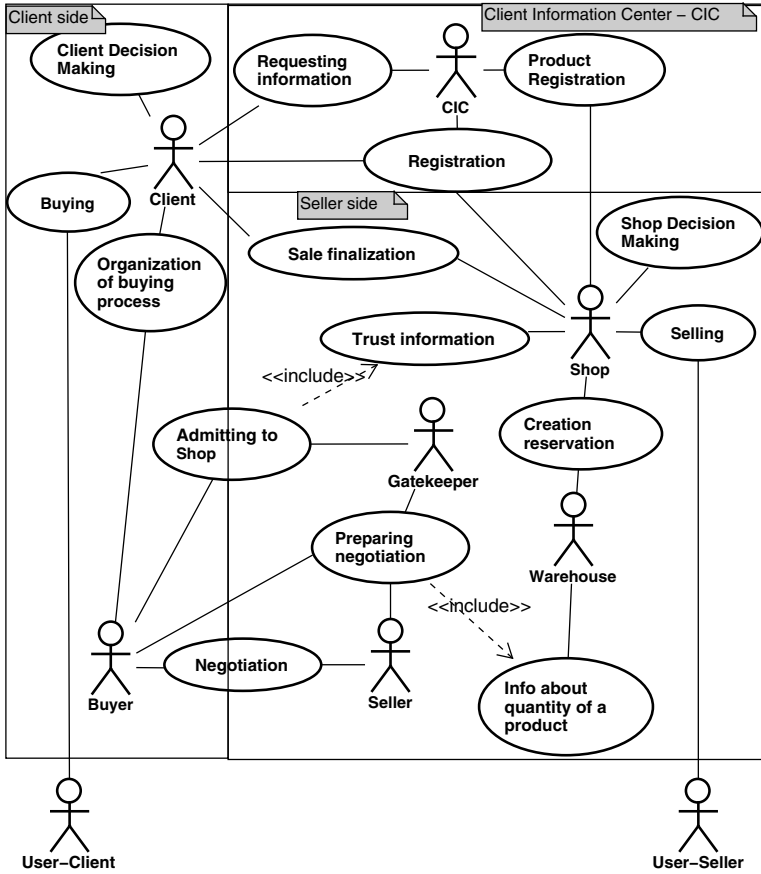 Client side
Client Information Center – CIC
Client Decision
Making
Requesting
information
CIC
Product
Registration
Client
Registration
Buying
Seller side
Shop Decision
Making
Organization
of buying
process
Sale finalization
Trust information
Shop
Selling
<<include>>
Admitting to
Shop
Gatekeeper
Creation
reservation
Preparing
negotiation
Warehouse
<<include>>
Buyer
Negotiation
Seller
Info about
quantity of a
product
User–Client
User–Seller